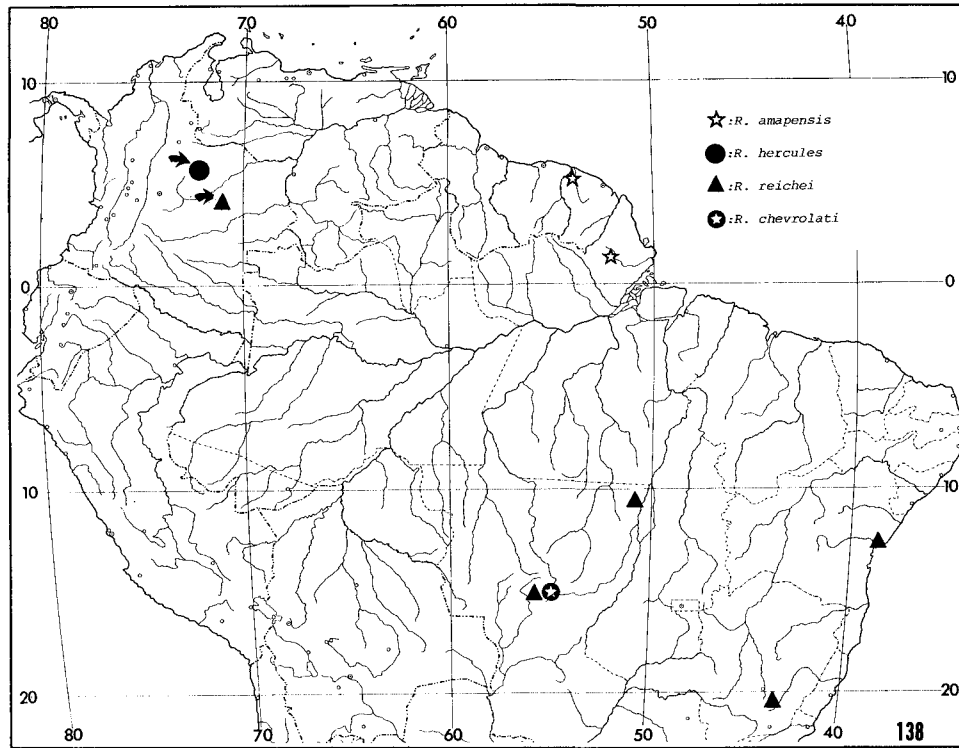 80 70 60 50 40
10 10
☆:R. amapensis
●:R. hercules
▲:R. reichei
✪:R. chevrolati
0 0
10 10
20 20
80 70 60 50 40 138